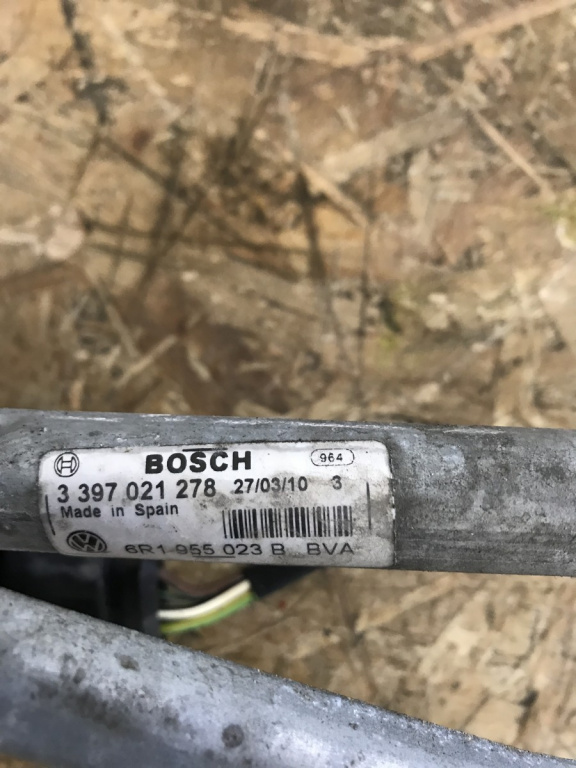 BOSCH 964
3 397 021 278 27/03/10 3
Made in Spain
6R1 955 023 B BVA